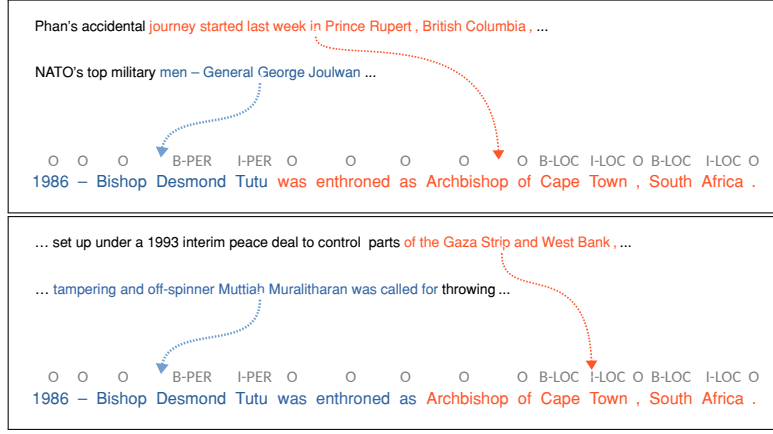 Phan's accidental journey started last week in Prince Rupert , British Columbia , ...
NATO's top military men – General George Joulwan ...
O O O B-PER I-PER O O O O O B-LOC I-LOC O B-LOC I-LOC O
1986 – Bishop Desmond Tutu was enthroned as Archbishop of Cape Town , South Africa .
... set up under a 1993 interim peace deal to control parts of the Gaza Strip and West Bank , ...
... tampering and off-spinner Muttiah Muralitharan was called for throwing ...
O O O B-PER I-PER O O O O O B-LOC I-LOC O B-LOC I-LOC O
1986 – Bishop Desmond Tutu was enthroned as Archbishop of Cape Town , South Africa .